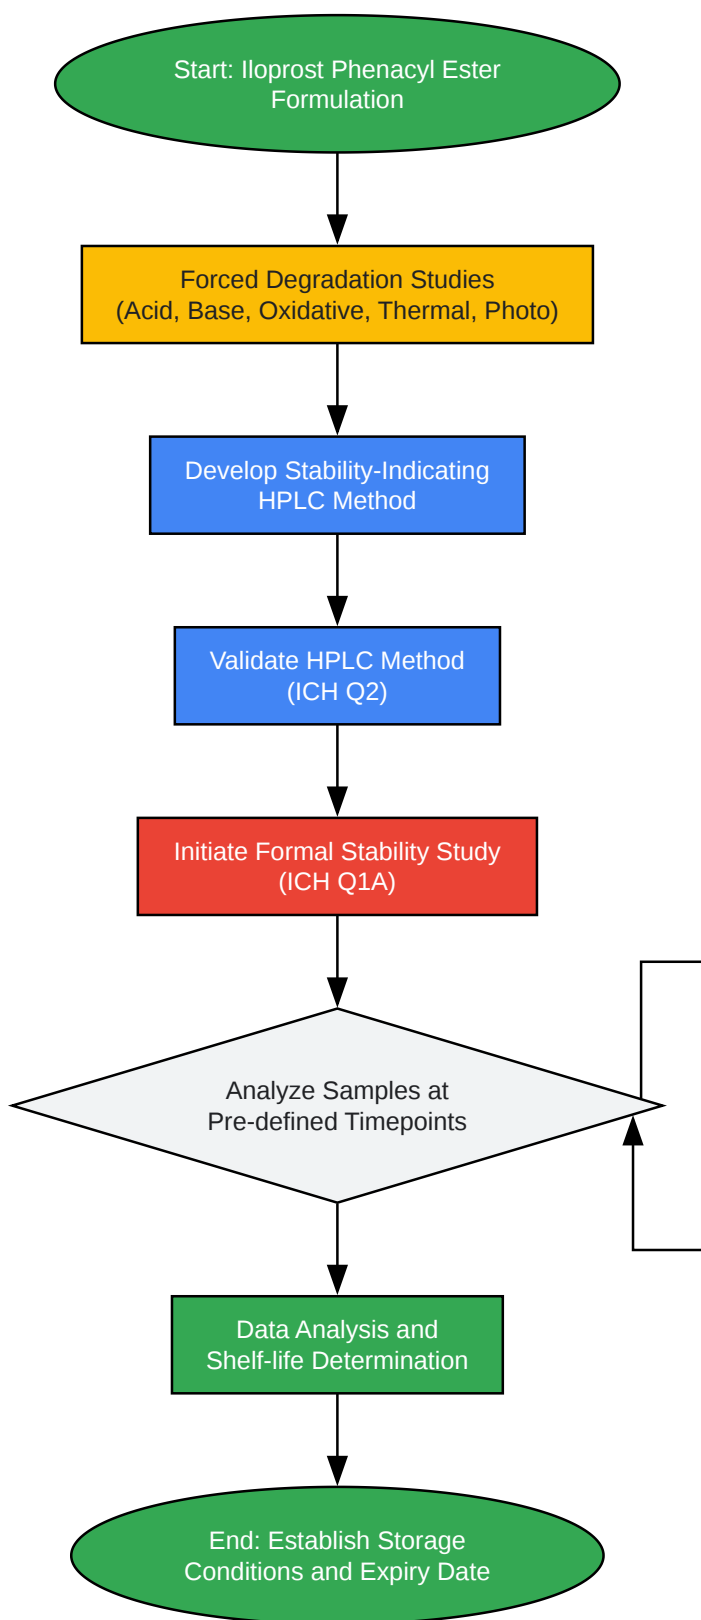 Start: Iloprost Phenacyl Ester
Formulation
Forced Degradation Studies
(Acid, Base, Oxidative, Thermal, Photo)
Develop Stability-Indicating
HPLC Method
Validate HPLC Method
(ICH Q2)
Initiate Formal Stability Study
(ICH Q1A)
Analyze Samples at
Pre-defined Timepoints
Data Analysis and
Shelf-life Determination
End: Establish Storage
Conditions and Expiry Date